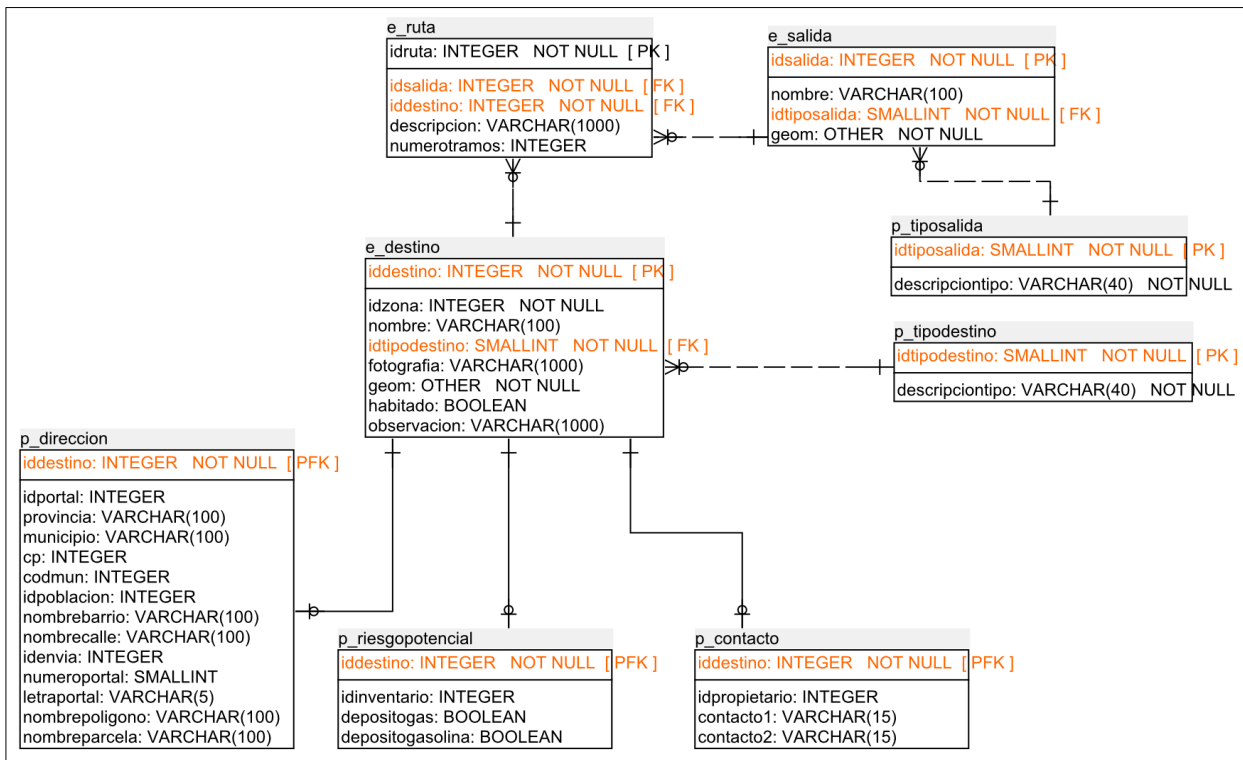 e_ruta
idruta: INTEGER   NOT NULL  [ PK ]
idsalida: INTEGER   NOT NULL  [ FK ]
iddestino: INTEGER   NOT NULL  [ FK ]
descripcion: VARCHAR(1000)
numerotramos: INTEGER
e_salida
idsalida: INTEGER   NOT NULL  [ PK ]
nombre: VARCHAR(100)
idtiposalida: SMALLINT   NOT NULL  [ FK ]
geom: OTHER   NOT NULL
p_tiposalida
idtiposalida: SMALLINT   NOT NULL  [ PK ]
descripciontipo: VARCHAR(40)   NOT NULL
e_destino
iddestino: INTEGER   NOT NULL  [ PK ]
idzona: INTEGER   NOT NULL
nombre: VARCHAR(100)
idtipodestino: SMALLINT   NOT NULL  [ FK ]
fotografia: VARCHAR(1000)
geom: OTHER   NOT NULL
habitado: BOOLEAN
observacion: VARCHAR(1000)
p_tipodestino
idtipodestino: SMALLINT   NOT NULL  [ PK ]
descripciontipo: VARCHAR(40)   NOT NULL
p_direccion
iddestino: INTEGER   NOT NULL  [ PFK ]
idportal: INTEGER
provincia: VARCHAR(100)
municipio: VARCHAR(100)
cp: INTEGER
codmun: INTEGER
idpoblacion: INTEGER
nombrebarrio: VARCHAR(100)
nombrecalle: VARCHAR(100)
idenvia: INTEGER
numeroportal: SMALLINT
letraportal: VARCHAR(5)
nombrepoligono: VARCHAR(100)
nombreparcela: VARCHAR(100)
p_riesgopotencial
iddestino: INTEGER   NOT NULL  [ PFK ]
idinventario: INTEGER
depositogas: BOOLEAN
depositogasolina: BOOLEAN
p_contacto
iddestino: INTEGER   NOT NULL  [ PFK ]
idpropietario: INTEGER
contacto1: VARCHAR(15)
contacto2: VARCHAR(15)